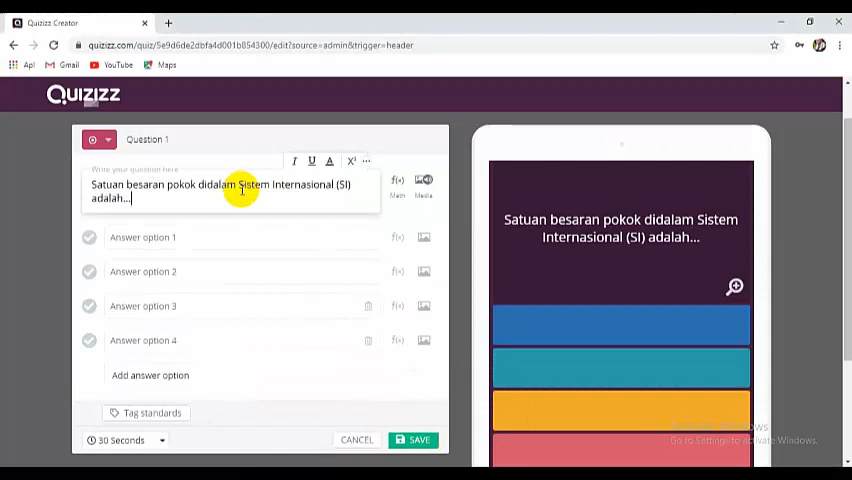 Quizizz Creator
quizizz.com/quiz/5e9d6de2dbfa4d001b854300/edit?source=admin&trigger=header
Apl
Gmail
YouTube
Maps
QUIZIZZ
Question 1
I U A X² ...
Write your question here
Satuan besaran pokok didalam Sistem Internasional (SI)
adalah...
f(x)
Math
Media
Answer option 1
f(x)
Answer option 2
f(x)
Answer option 3
f(x)
Answer option 4
f(x)
Add answer option
Tag standards
30 Seconds
CANCEL
SAVE
Satuan besaran pokok didalam Sistem
Internasional (SI) adalah...
Activate Windows
Go to Settings to Activate Windows.